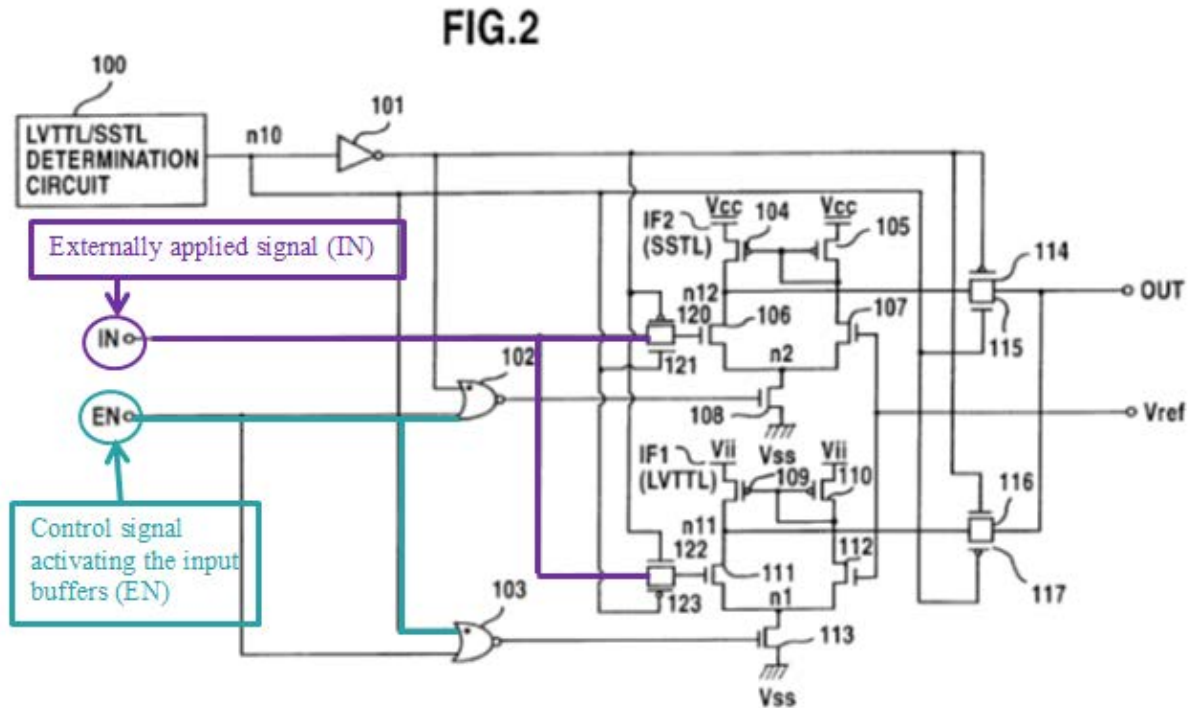 FIG.2
100
LVTTL/SSTL
DETERMINATION
CIRCUIT
n10
101
Externally applied signal (IN)
IN
EN
Control signal
activating the input
buffers (EN)
102
103
IF2
(SSTL)
Vcc
104
Vcc
105
n12
120
121
106
107
n2
108
Vss
114
115
OUT
Vref
IF1
(LVTTL)
Vii
109
Vii
110
n11
122
123
111
112
n1
113
Vss
116
117